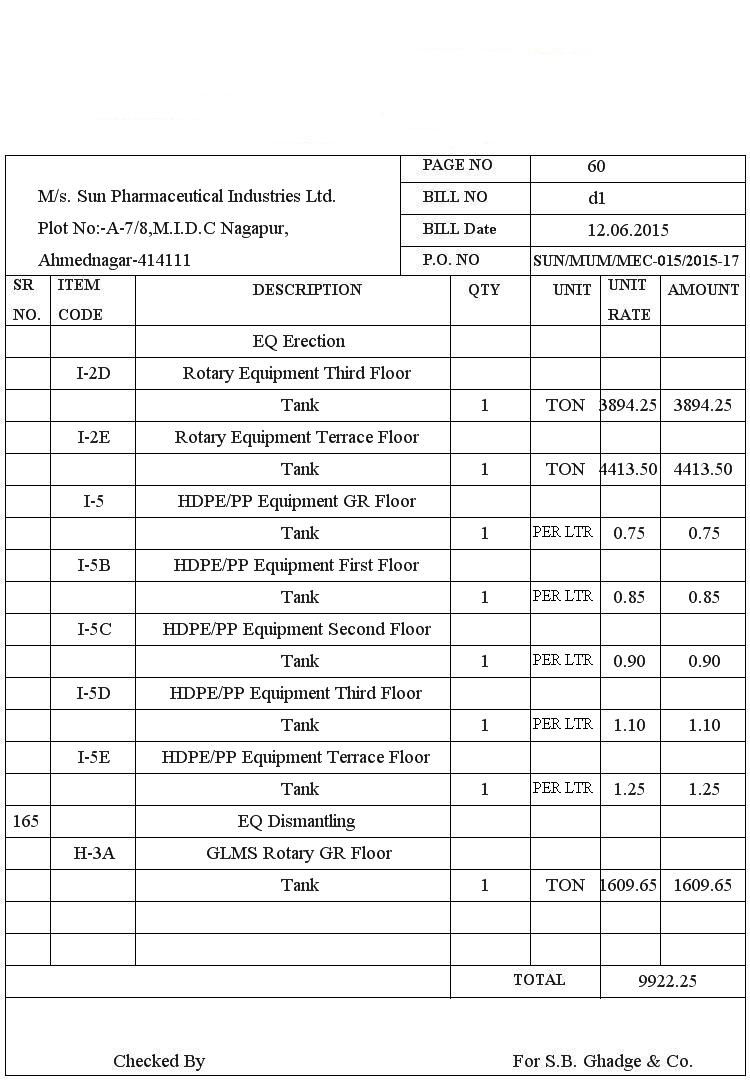 PAGE NO 60
M/s. Sun Pharmaceutical Industries Ltd. BILL NO d1
Plot No:-A-7/8,M.I.D.C Nagapur, BILL Date 12.06.2015
Ahmednagar-414111 P.O. NO SUN/MUM/MEC-015/2015-17
SR NO. ITEM CODE DESCRIPTION QTY UNIT UNIT RATE AMOUNT
EQ Erection
I-2D Rotary Equipment Third Floor
Tank 1 TON 3894.25 3894.25
I-2E Rotary Equipment Terrace Floor
Tank 1 TON 4413.50 4413.50
I-5 HDPE/PP Equipment GR Floor
Tank 1 PER LTR 0.75 0.75
I-5B HDPE/PP Equipment First Floor
Tank 1 PER LTR 0.85 0.85
I-5C HDPE/PP Equipment Second Floor
Tank 1 PER LTR 0.90 0.90
I-5D HDPE/PP Equipment Third Floor
Tank 1 PER LTR 1.10 1.10
I-5E HDPE/PP Equipment Terrace Floor
Tank 1 PER LTR 1.25 1.25
165 EQ Dismantling
H-3A GLMS Rotary GR Floor
Tank 1 TON 1609.65 1609.65
TOTAL 9922.25
Checked By For S.B. Ghadge & Co.